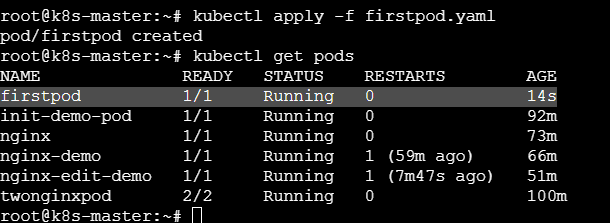 root@k8s-master:~# kubectl apply -f firstpod.yaml
pod/firstpod created
root@k8s-master:~# kubectl get pods
NAME READY STATUS RESTARTS AGE
firstpod 1/1 Running 0 14s
init-demo-pod 1/1 Running 0 92m
nginx 1/1 Running 0 73m
nginx-demo 1/1 Running 1 (59m ago) 66m
nginx-edit-demo 1/1 Running 1 (7m47s ago) 51m
twonginxpod 2/2 Running 0 100m
root@k8s-master:~#